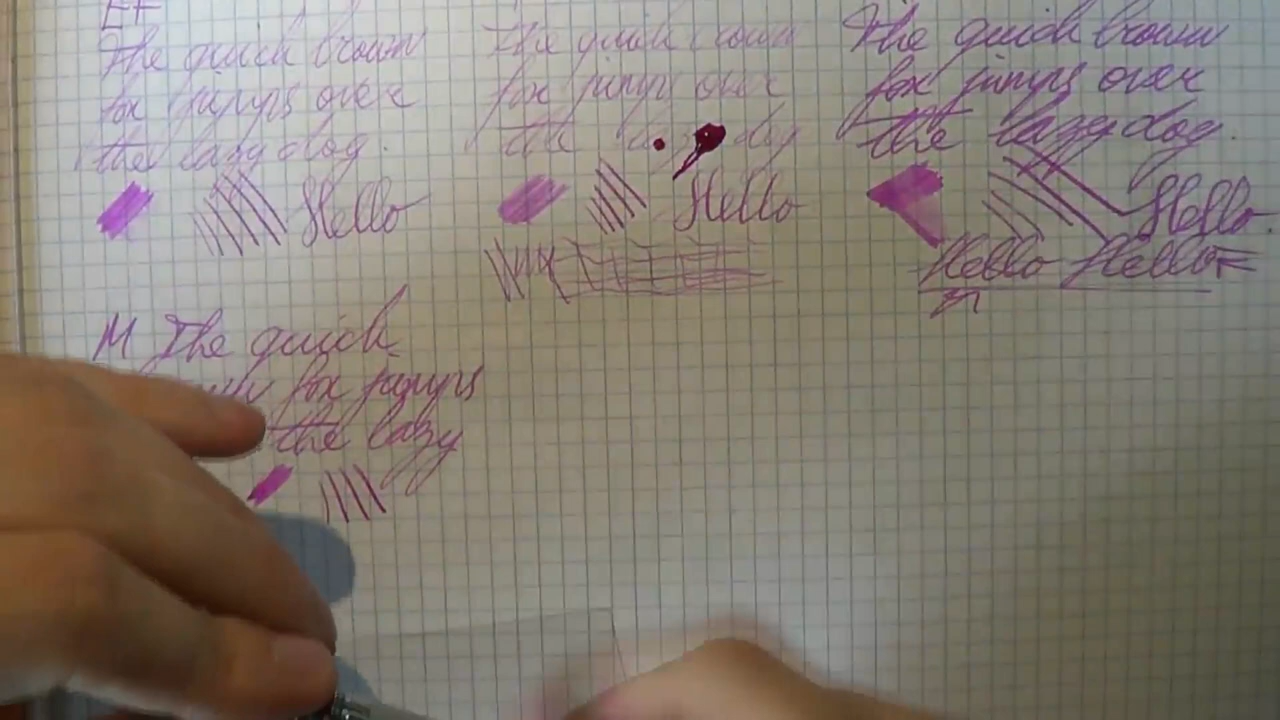 EF
The quick brown
fox jumps over
the lazy dog
Hello
The quick brown
fox jumps over
the lazy dog
Hello
The quick brown
fox jumps over
the lazy dog.
Hello
Hello Hello
M The quick
fox jumps
the lazy